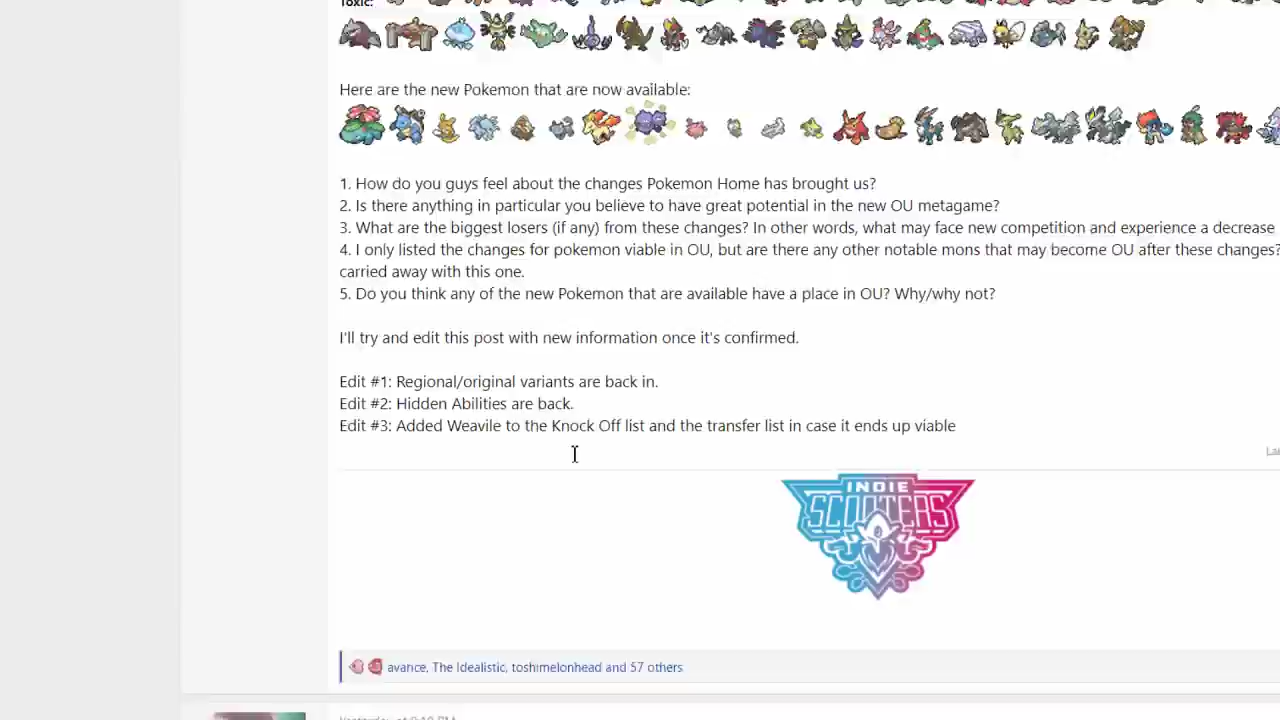 Toxic:
Here are the new Pokemon that are now available:
1. How do you guys feel about the changes Pokemon Home has brought us?
2. Is there anything in particular you believe to have great potential in the new OU metagame?
3. What are the biggest losers (if any) from these changes? In other words, what may face new competition and experience a decrease
4. I only listed the changes for pokemon viable in OU, but are there any other notable mons that may become OU after these changes?
carried away with this one.
5. Do you think any of the new Pokemon that are available have a place in OU? Why/why not?
I'll try and edit this post with new information once it's confirmed.
Edit #1: Regional/original variants are back in.
Edit #2: Hidden Abilities are back.
Edit #3: Added Weavile to the Knock Off list and the transfer list in case it ends up viable
INDIE
SCOOTERS
avance, The Idealistic, toshimelonhead and 57 others